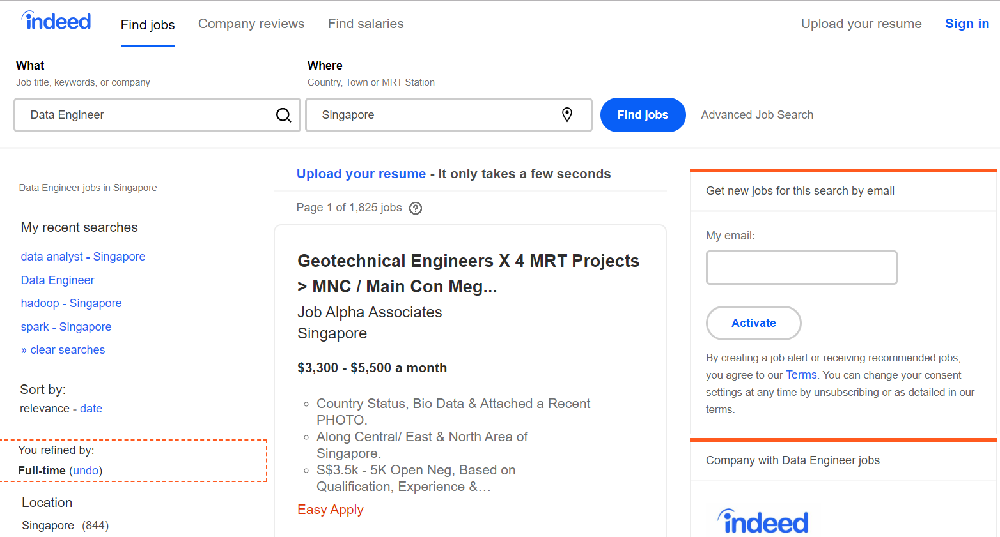 indeed
Find jobs
Company reviews
Find salaries
Upload your resume
Sign in
What
Job title, keywords, or company
Where
Country, Town or MRT Station
Data Engineer
Singapore
Find jobs
Advanced Job Search
Data Engineer jobs in Singapore
My recent searches
data analyst - Singapore
Data Engineer
hadoop - Singapore
spark - Singapore
» clear searches
Sort by:
relevance - date
You refined by:
Full-time (undo)
Location
Singapore (844)
Upload your resume - It only takes a few seconds
Page 1 of 1,825 jobs ?
Geotechnical Engineers X 4 MRT Projects
> MNC / Main Con Meg...
Job Alpha Associates
Singapore
$3,300 - $5,500 a month
Country Status, Bio Data & Attached a Recent
PHOTO.
Along Central/ East & North Area of
Singapore.
S$3.5k - 5K Open Neg, Based on
Qualification, Experience &…
Easy Apply
Get new jobs for this search by email
My email:
Activate
By creating a job alert or receiving recommended jobs,
you agree to our Terms. You can change your consent
settings at any time by unsubscribing or as detailed in our
terms.
Company with Data Engineer jobs
indeed